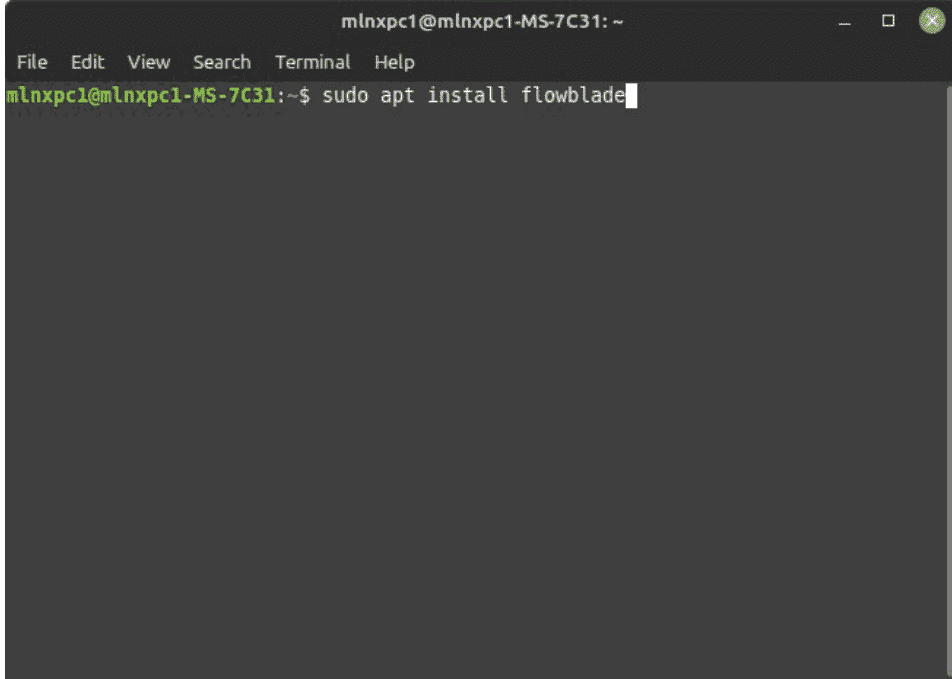 mlnxpc1@mlnxpc1-MS-7C31: ~
File Edit View Search Terminal Help
mlnxpc1@mlnxpc1-MS-7C31:~$ sudo apt install flowblade